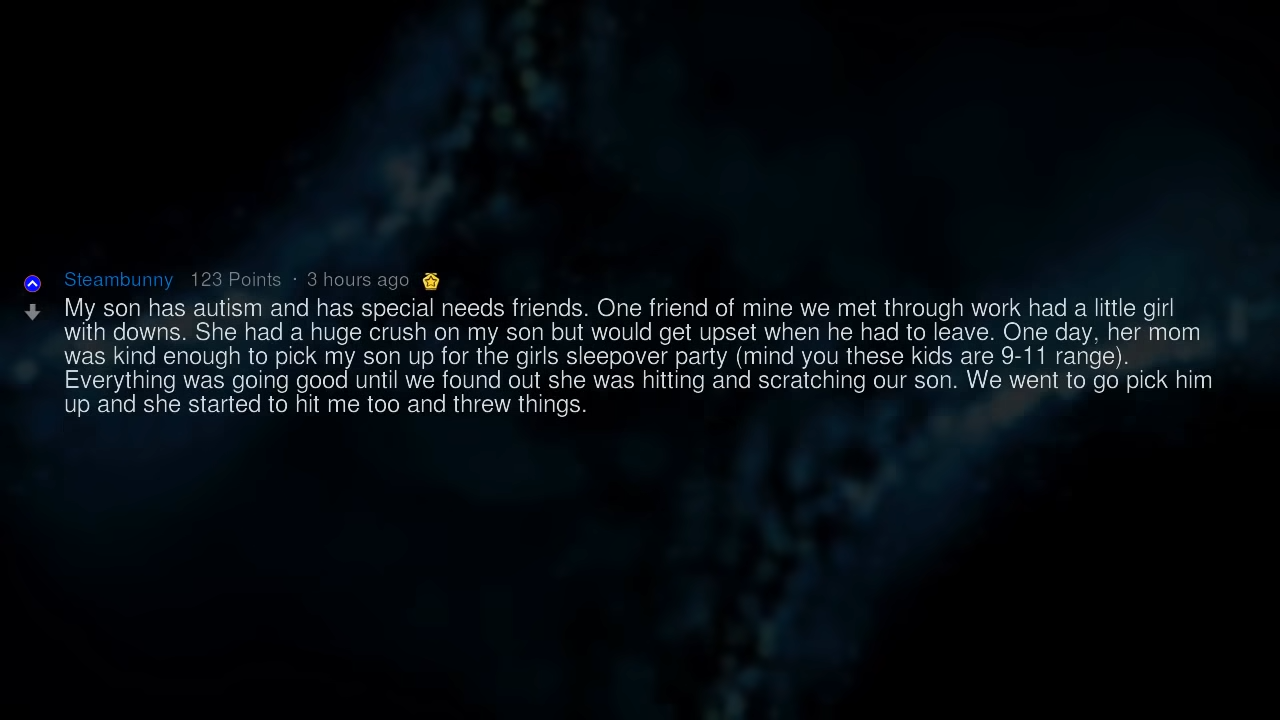 Steambunny 123 Points · 3 hours ago
My son has autism and has special needs friends. One friend of mine we met through work had a little girl
with downs. She had a huge crush on my son but would get upset when he had to leave. One day, her mom
was kind enough to pick my son up for the girls sleepover party (mind you these kids are 9-11 range).
Everything was going good until we found out she was hitting and scratching our son. We went to go pick him
up and she started to hit me too and threw things.